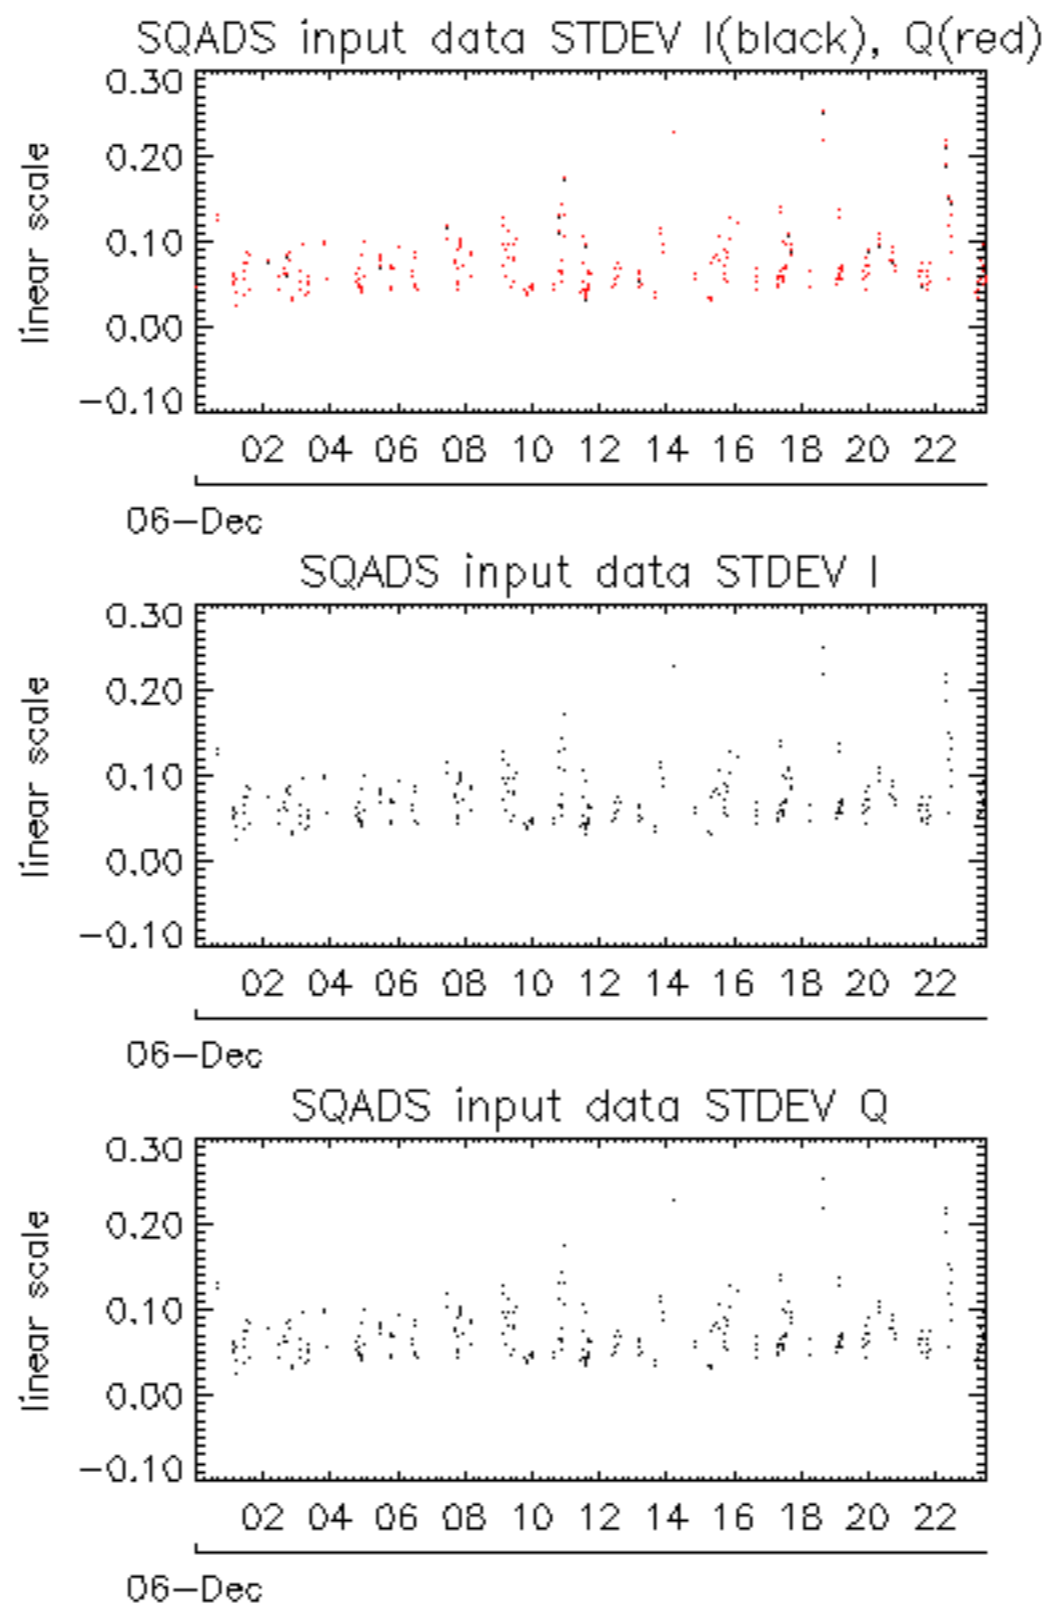 SQADS input data STDEV I(black), Q(red)
0.30
0.20
0.10
0.00
-0.10
linear scale
02 04 06 08 10 12 14 16 18 20 22
06-Dec
SQADS input data STDEV I
0.30
0.20
0.10
0.00
-0.10
linear scale
02 04 06 08 10 12 14 16 18 20 22
06-Dec
SQADS input data STDEV Q
0.30
0.20
0.10
0.00
-0.10
linear scale
02 04 06 08 10 12 14 16 18 20 22
06-Dec